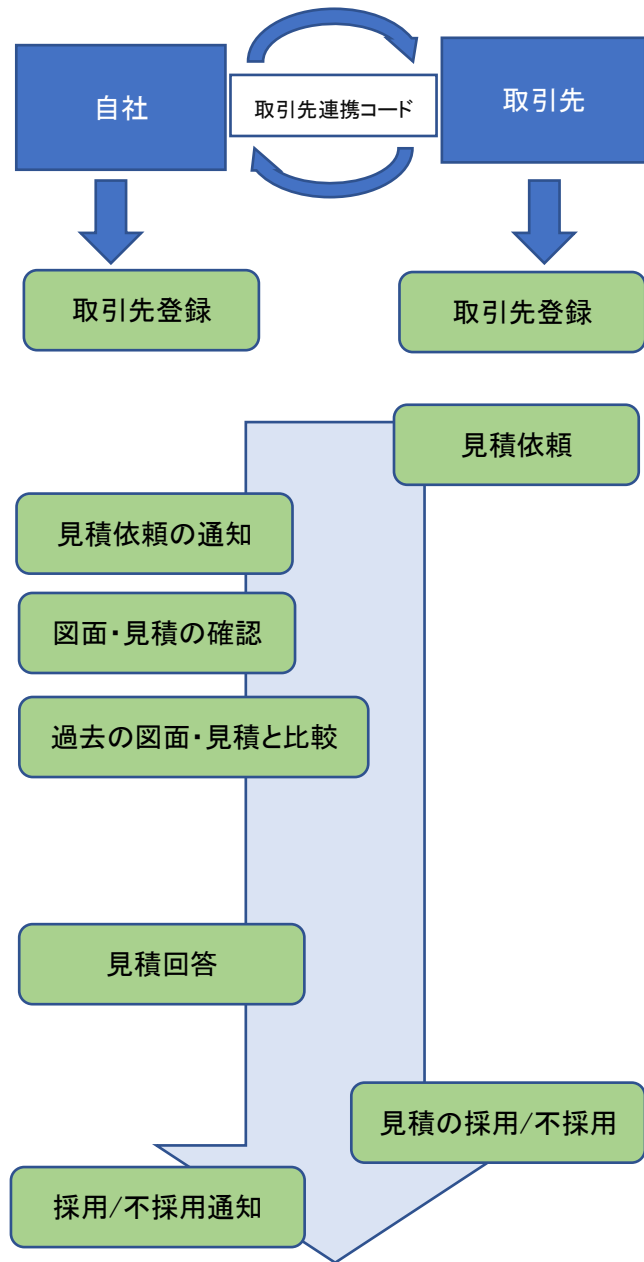 自社
取引先連携コード
取引先
取引先登録
取引先登録
見積依頼
見積依頼の通知
図面・見積の確認
過去の図面・見積と比較
見積回答
見積の採用/不採用
採用/不採用通知